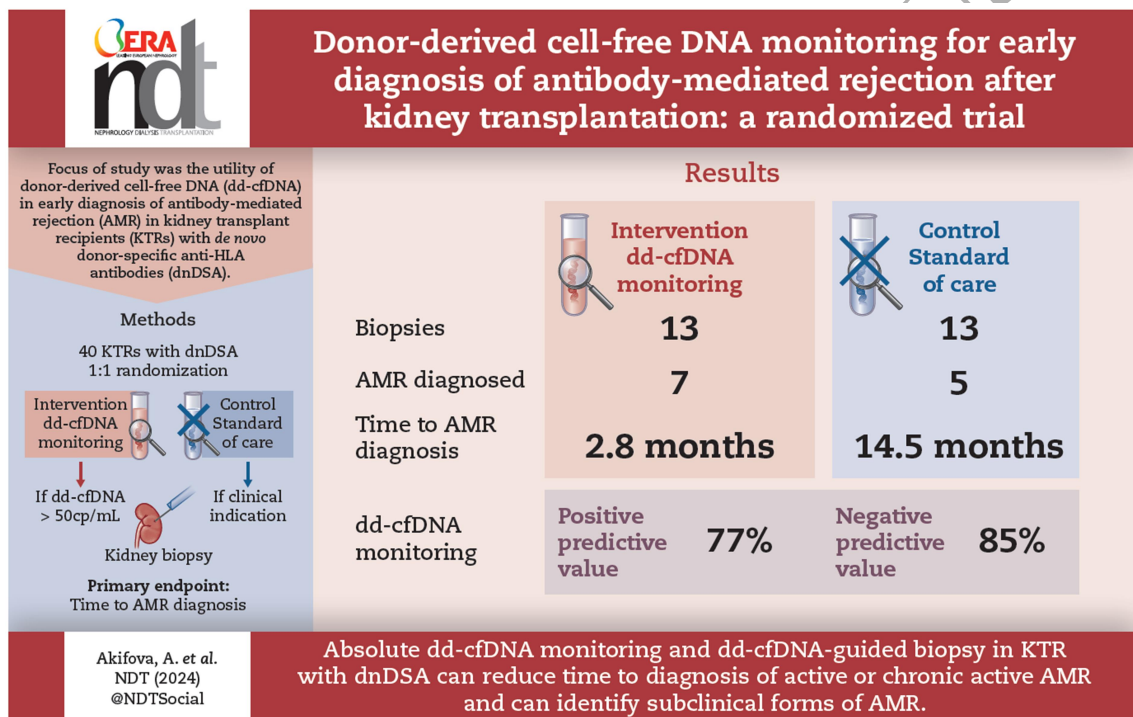 ERA
LEADING EUROPEAN NEPHROLOGY
ndt
NEPHROLOGY DIALYSIS TRANSPLANTATION
Donor-derived cell-free DNA monitoring for early
diagnosis of antibody-mediated rejection after
kidney transplantation: a randomized trial
Focus of study was the utility of
donor-derived cell-free DNA (dd-cfDNA)
in early diagnosis of antibody-mediated
rejection (AMR) in kidney transplant
recipients (KTRs) with de novo
donor-specific anti-HLA
antibodies (dnDSA).
Methods
40 KTRs with dnDSA
1:1 randomization
Intervention
dd-cfDNA
monitoring
Control
Standard
of care
If dd-cfDNA
> 50cp/mL
If clinical
indication
Kidney biopsy
Primary endpoint:
Time to AMR diagnosis
Results
Intervention
dd-cfDNA
monitoring
Control
Standard
of care
Biopsies
13
13
AMR diagnosed
7
5
Time to AMR
diagnosis
2.8 months
14.5 months
dd-cfDNA
monitoring
Positive
predictive
value
77%
Negative
predictive
value
85%
Akifova, A. et al.
NDT (2024)
@NDTSocial
Absolute dd-cfDNA monitoring and dd-cfDNA-guided biopsy in KTR
with dnDSA can reduce time to diagnosis of active or chronic active AMR
and can identify subclinical forms of AMR.